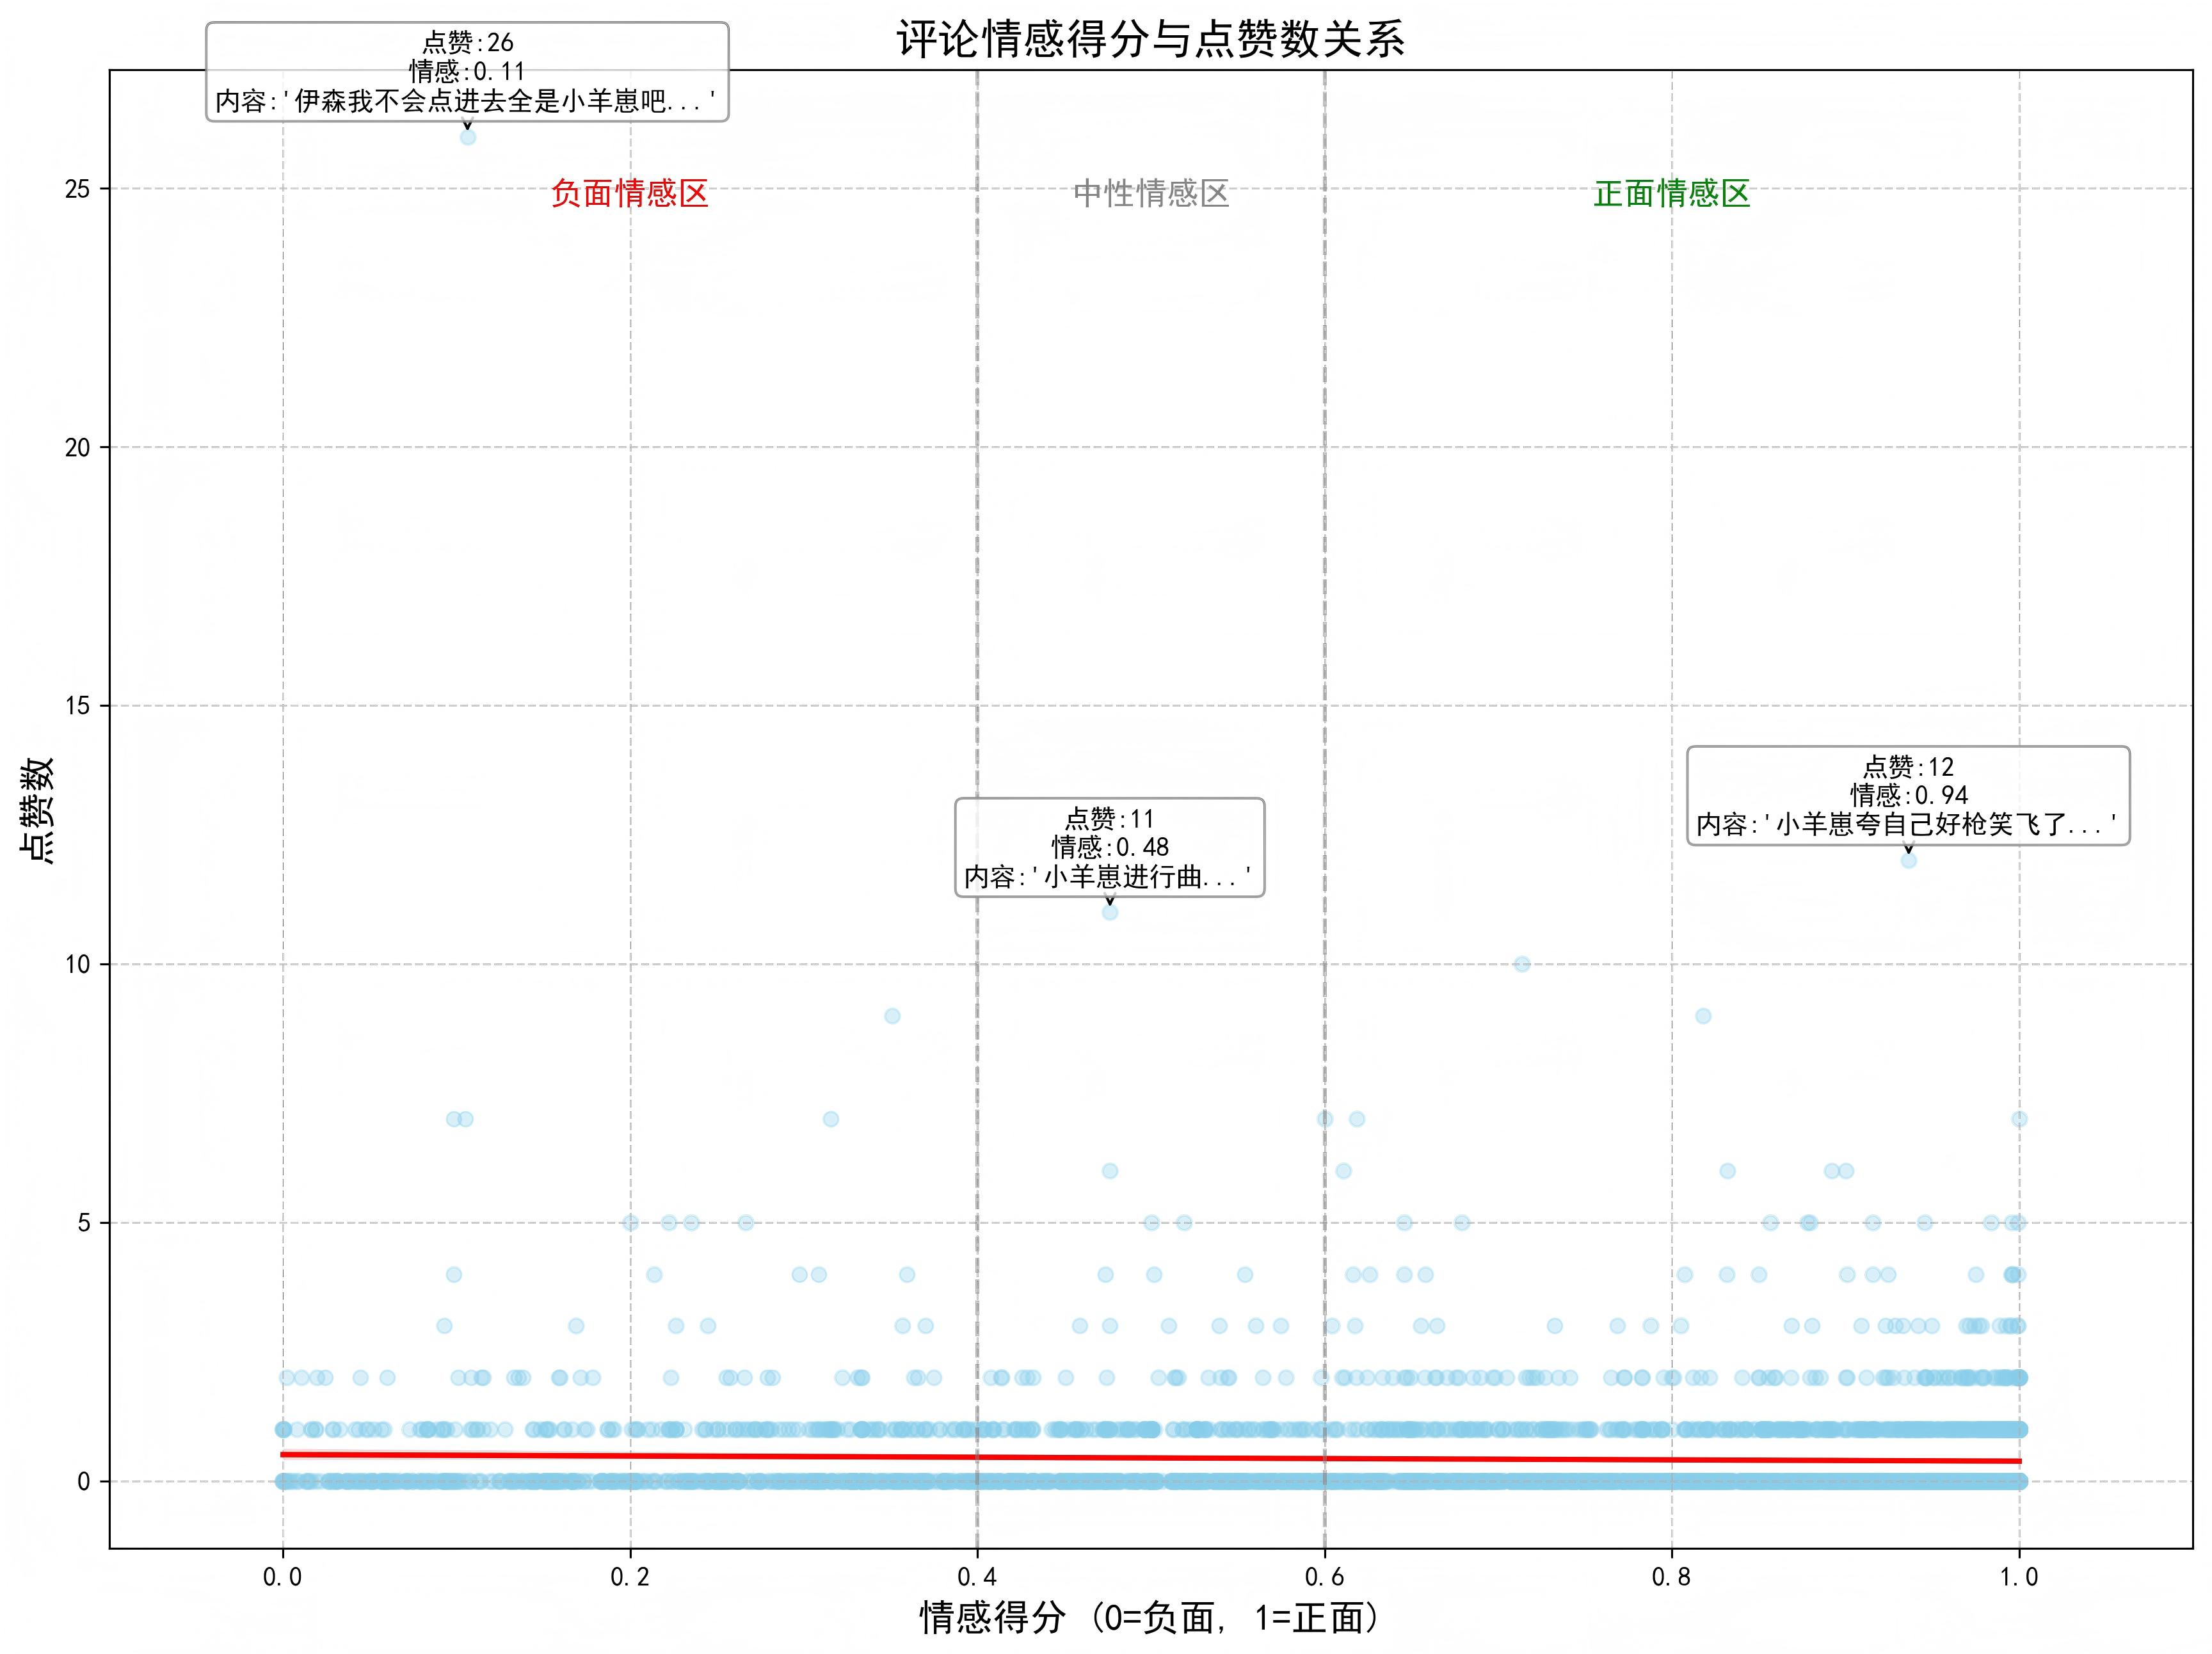 评论情感得分与点赞数关系
点赞:26
情感:0.11
内容:'伊森我不会点进去全是小羊崽吧...'
负面情感区
中性情感区
正面情感区
点赞:12
情感:0.94
内容:'小羊崽夸自己好枪笑飞了...'
点赞:11
情感:0.48
内容:'小羊崽进行曲...'
点赞数
25
20
15
10
5
0
0.0
0.2
0.4
0.6
0.8
1.0
情感得分 (0=负面, 1=正面)